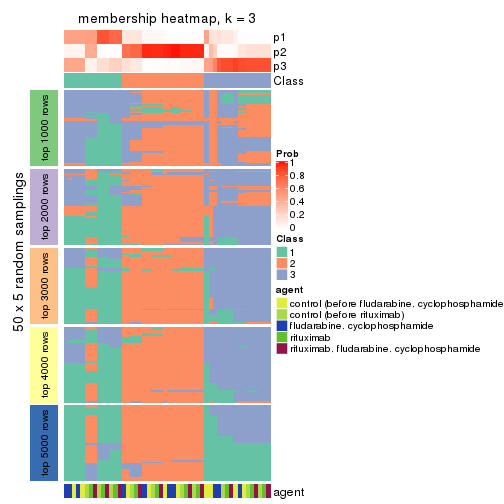 membership heatmap, k = 3
p1
p2
p3
Class
50 x 5 random samplings
top 1000 rows
top 2000 rows
top 3000 rows
top 4000 rows
top 5000 rows
Prob
1
0.8
0.6
0.4
0.2
0
Class
1
2
3
agent
control (before fludarabine. cyclophosphamide
control (before rituximab)
fludarabine. cyclophosphamide
rituximab
rituximab. fludarabine. cyclophosphamide
agent